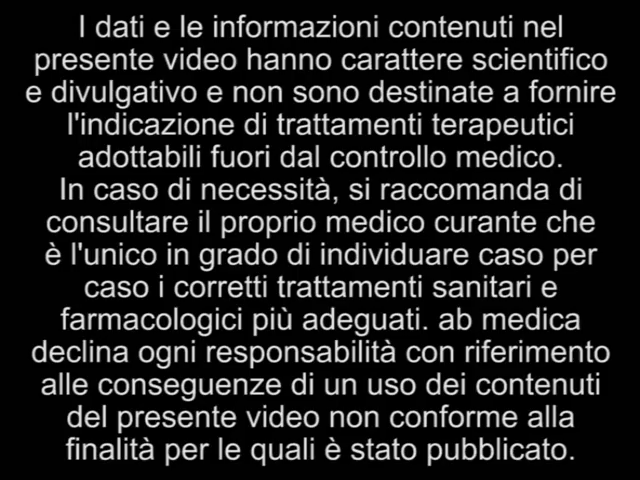 I dati e le informazioni contenuti nel
presente video hanno carattere scientifico
e divulgativo e non sono destinate a fornire
l'indicazione di trattamenti terapeutici
adottabili fuori dal controllo medico.
In caso di necessità, si raccomanda di
consultare il proprio medico curante che
è l'unico in grado di individuare caso per
caso i corretti trattamenti sanitari e
farmacologici più adeguati. ab medica
declina ogni responsabilità con riferimento
alle conseguenze di un uso dei contenuti
del presente video non conforme alla
finalità per le quali è stato pubblicato.